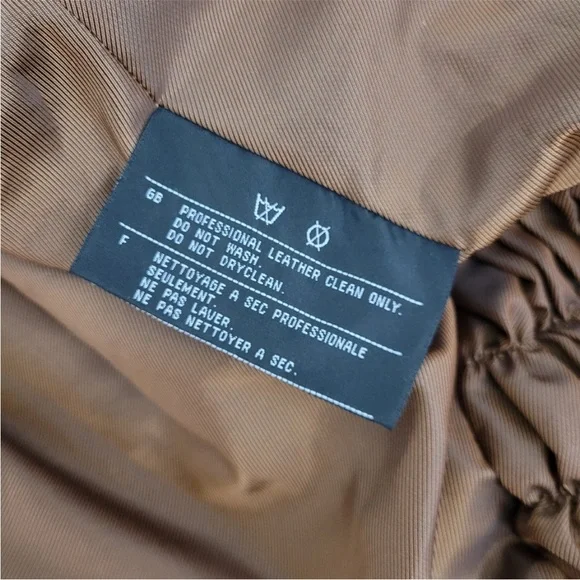 GB PROFESSIONAL LEATHER CLEAN ONLY.
DO NOT WASH.
DO NOT DRYCLEAN.
F NETTOYAGE A SEC PROFESSIONALE
SEULEMENT.
NE PAS LAUER.
NE PAS NETTOYER A SEC.